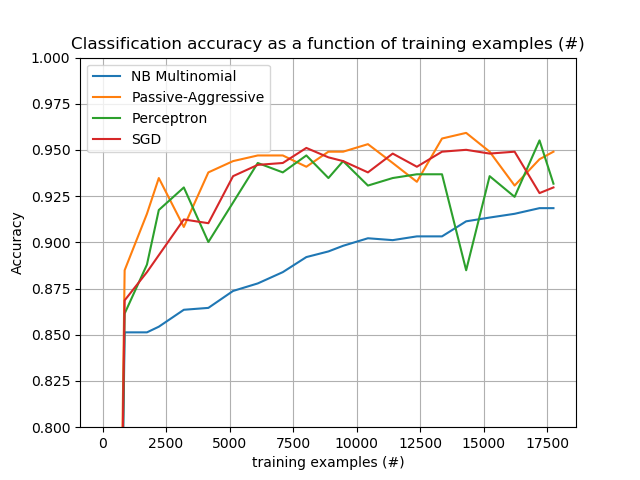 Classification accuracy as a function of training examples (#)
NB Multinomial
Passive-Aggressive
Perceptron
SGD
1.000
0.975
0.950
0.925
0.900
0.875
0.850
0.825
0.800
Accuracy
0 2500 5000 7500 10000 12500 15000 17500
training examples (#)